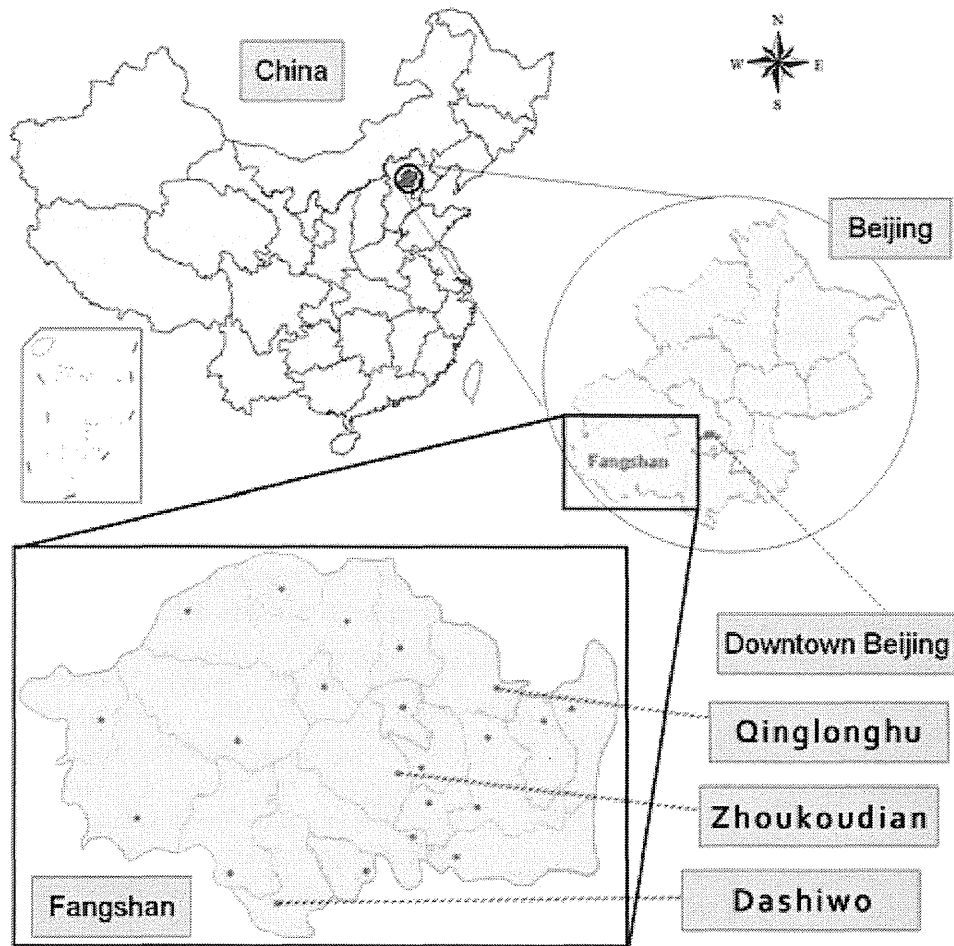 China
N
W E
S
Beijing
Fangshan
Downtown Beijing
Qinglonghu
Zhoukoudian
Dashiwo
Fangshan